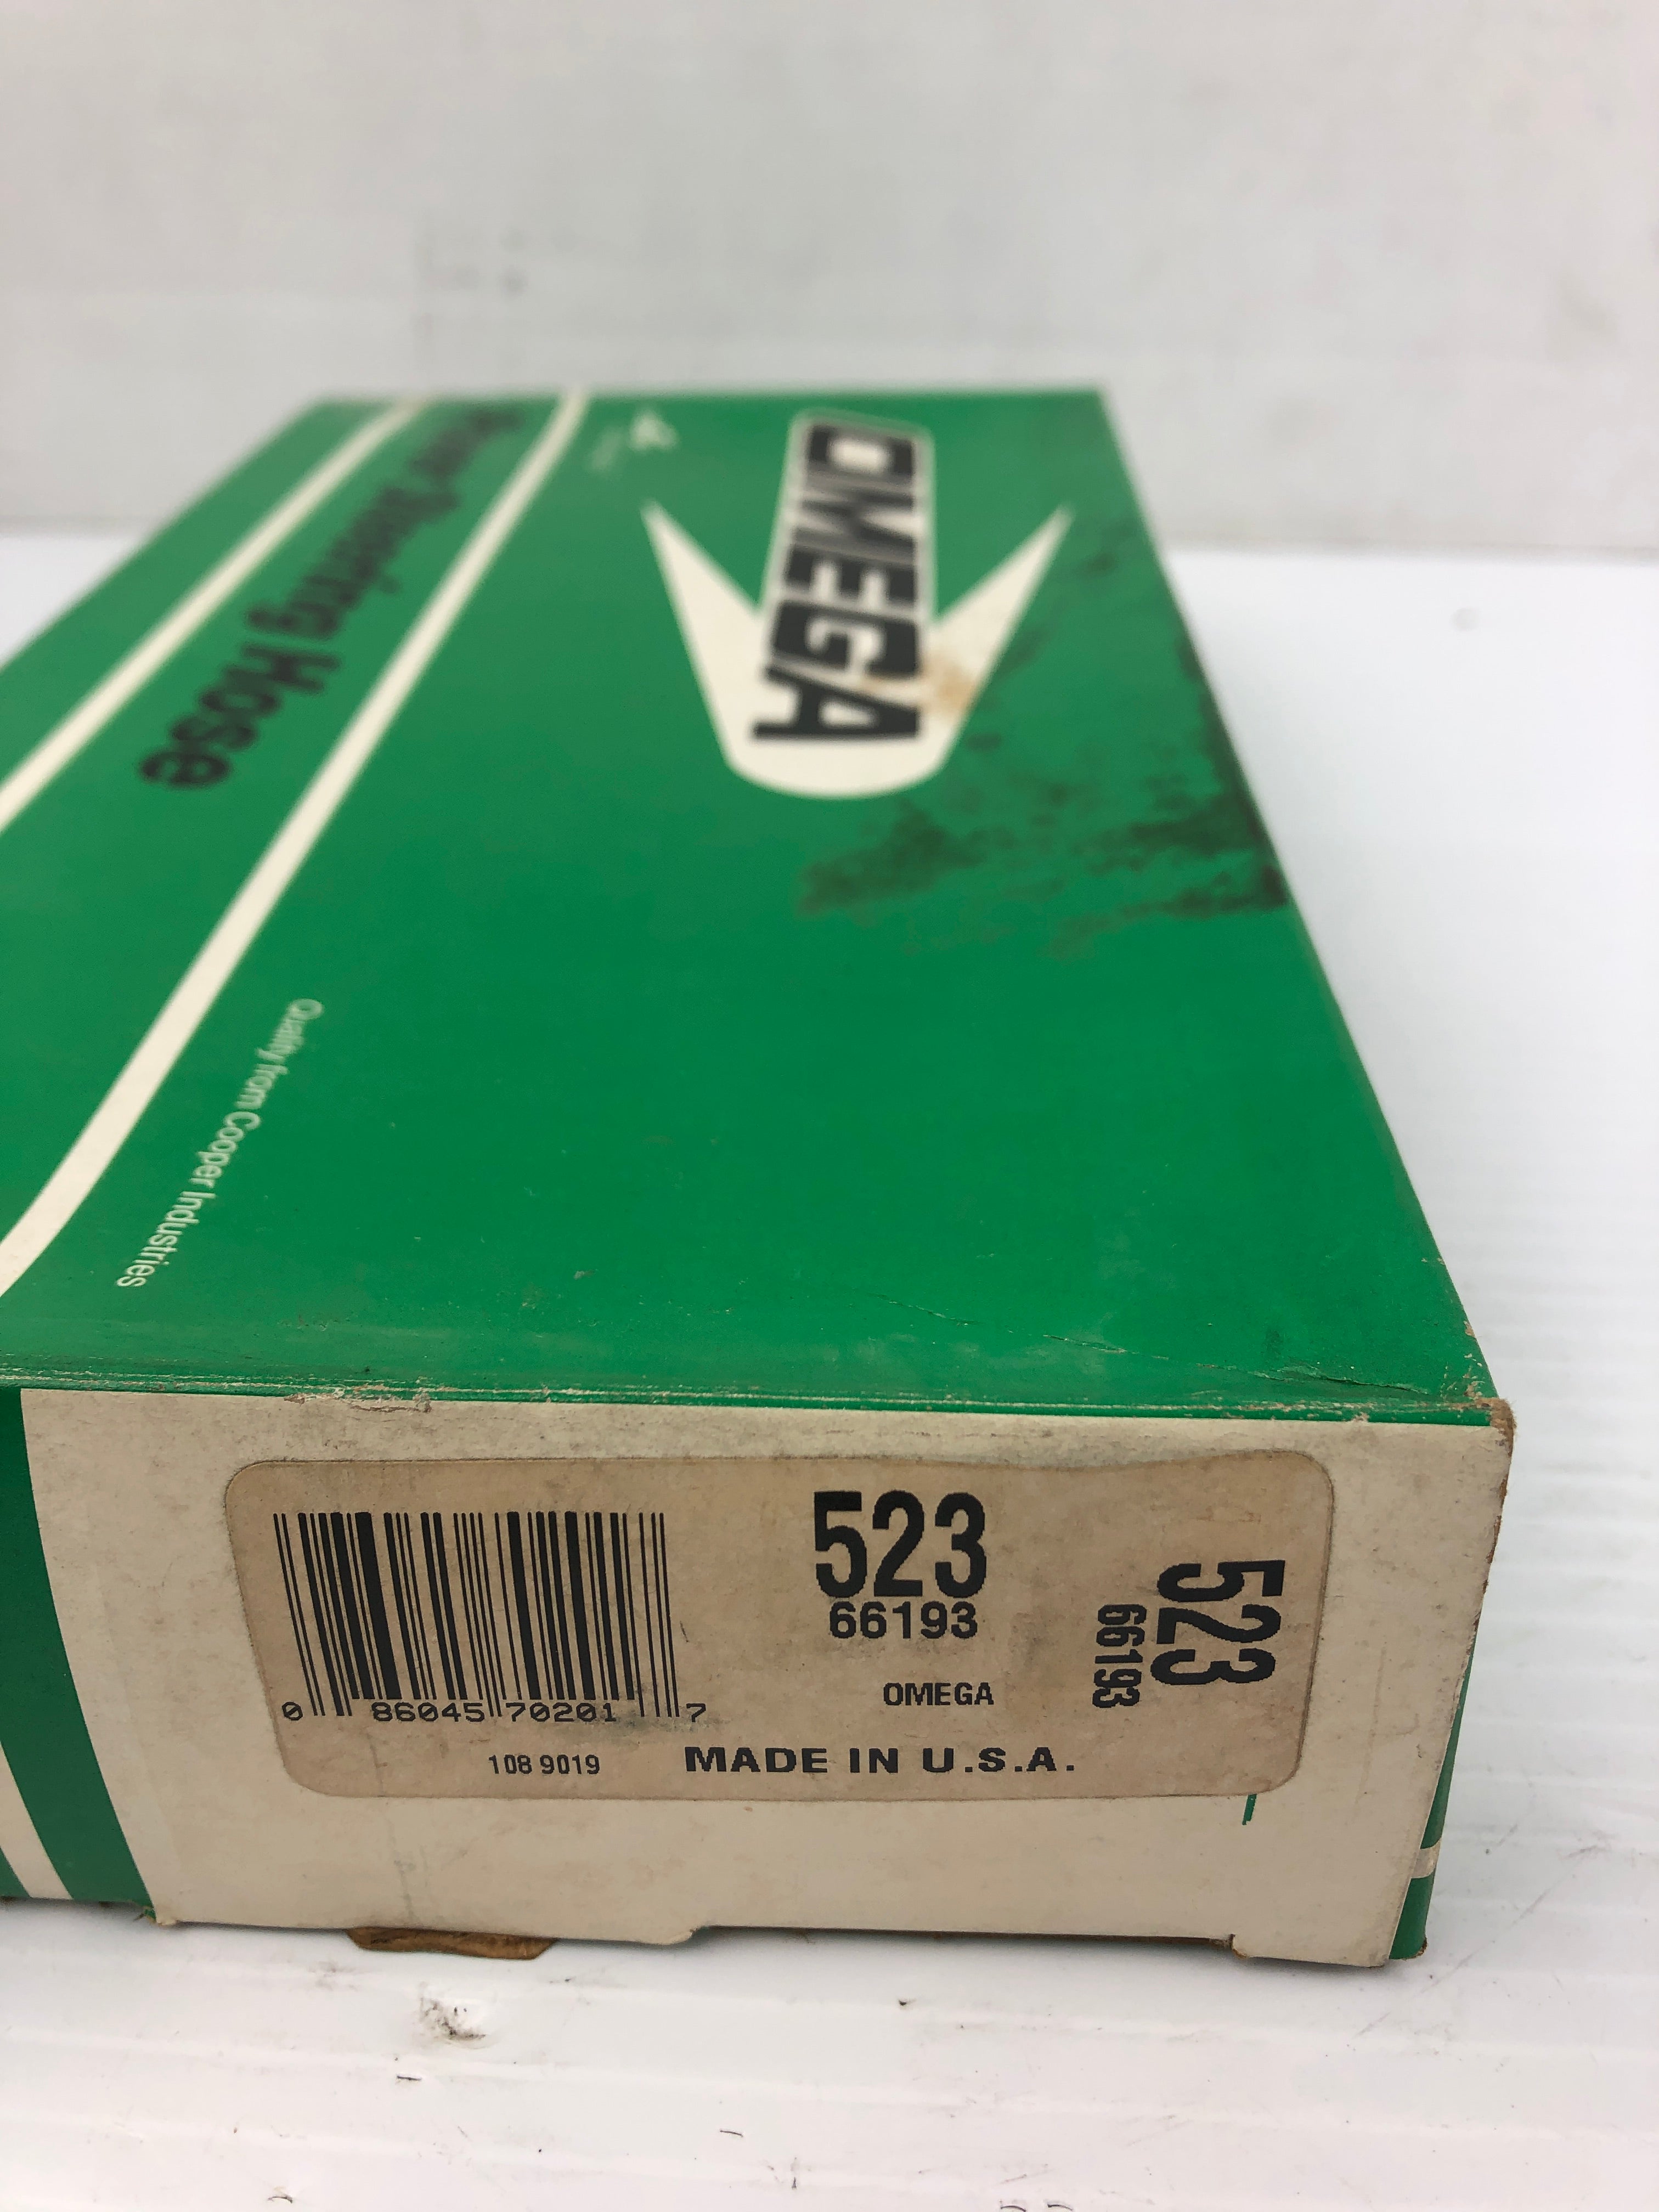 OMEGA
Power Steering Hose
Quality from Cooper Industries
523
66193
OMEGA
0 86045 70201 7
108 9019
MADE IN U.S.A.
523
66193